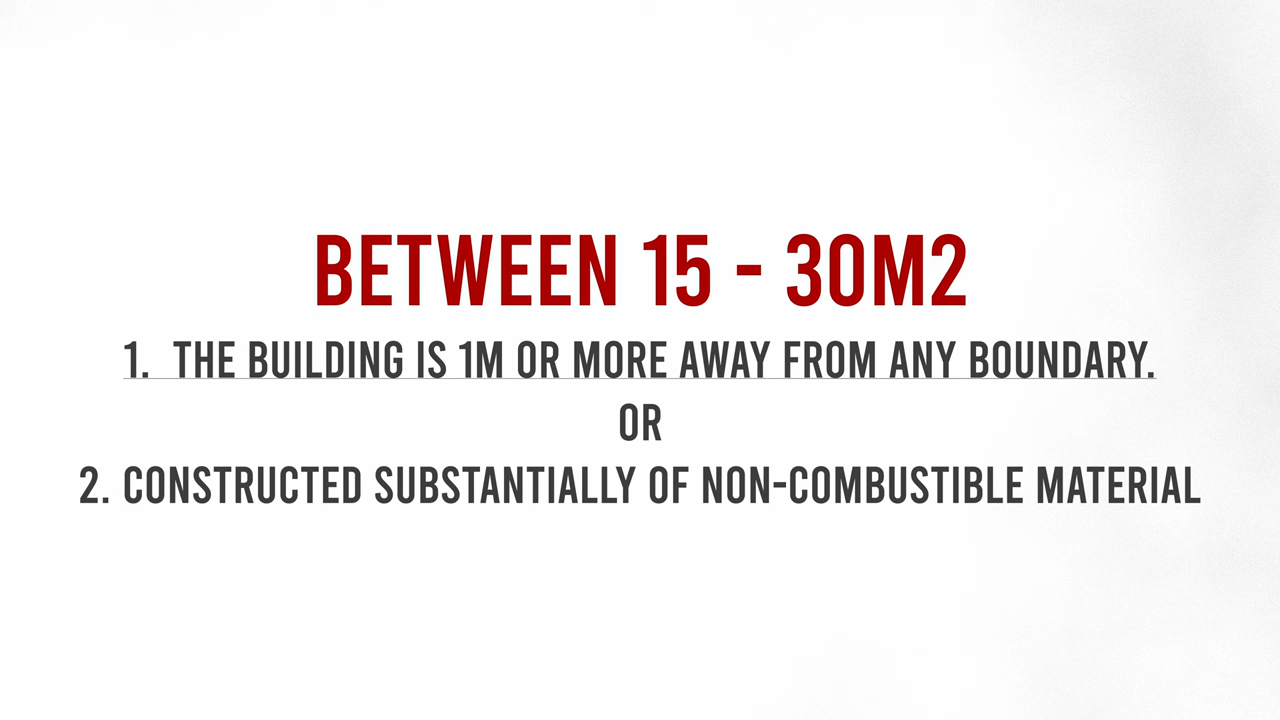 BETWEEN 15 - 30M2
1. THE BUILDING IS 1M OR MORE AWAY FROM ANY BOUNDARY.
OR
2. CONSTRUCTED SUBSTANTIALLY OF NON-COMBUSTIBLE MATERIAL